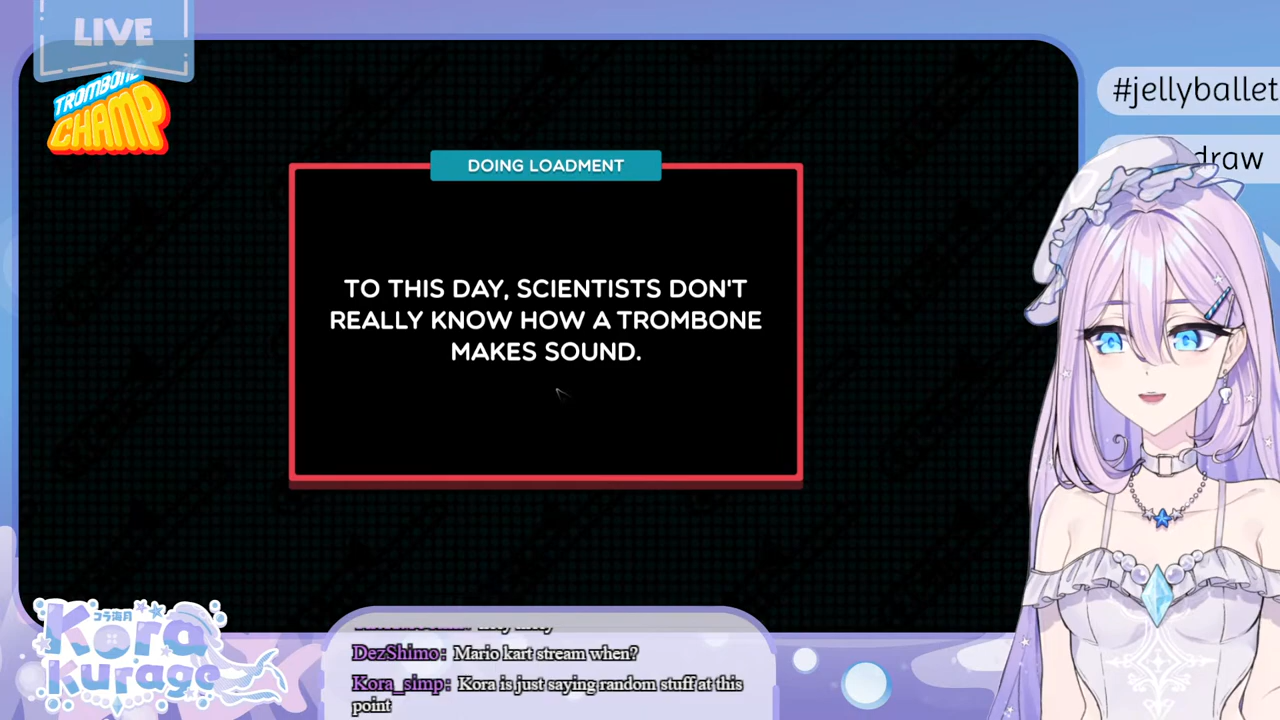 LIVE
TROMBONE
CHAMP
#jellyballet
draw
DOING LOADMENT
TO THIS DAY, SCIENTISTS DON'T
REALLY KNOW HOW A TROMBONE
MAKES SOUND.
コラ海月
Kora
Kurage
DezShimo: Mario kart stream when?
Kora_simp: Kora is just saying random stuff at this
point